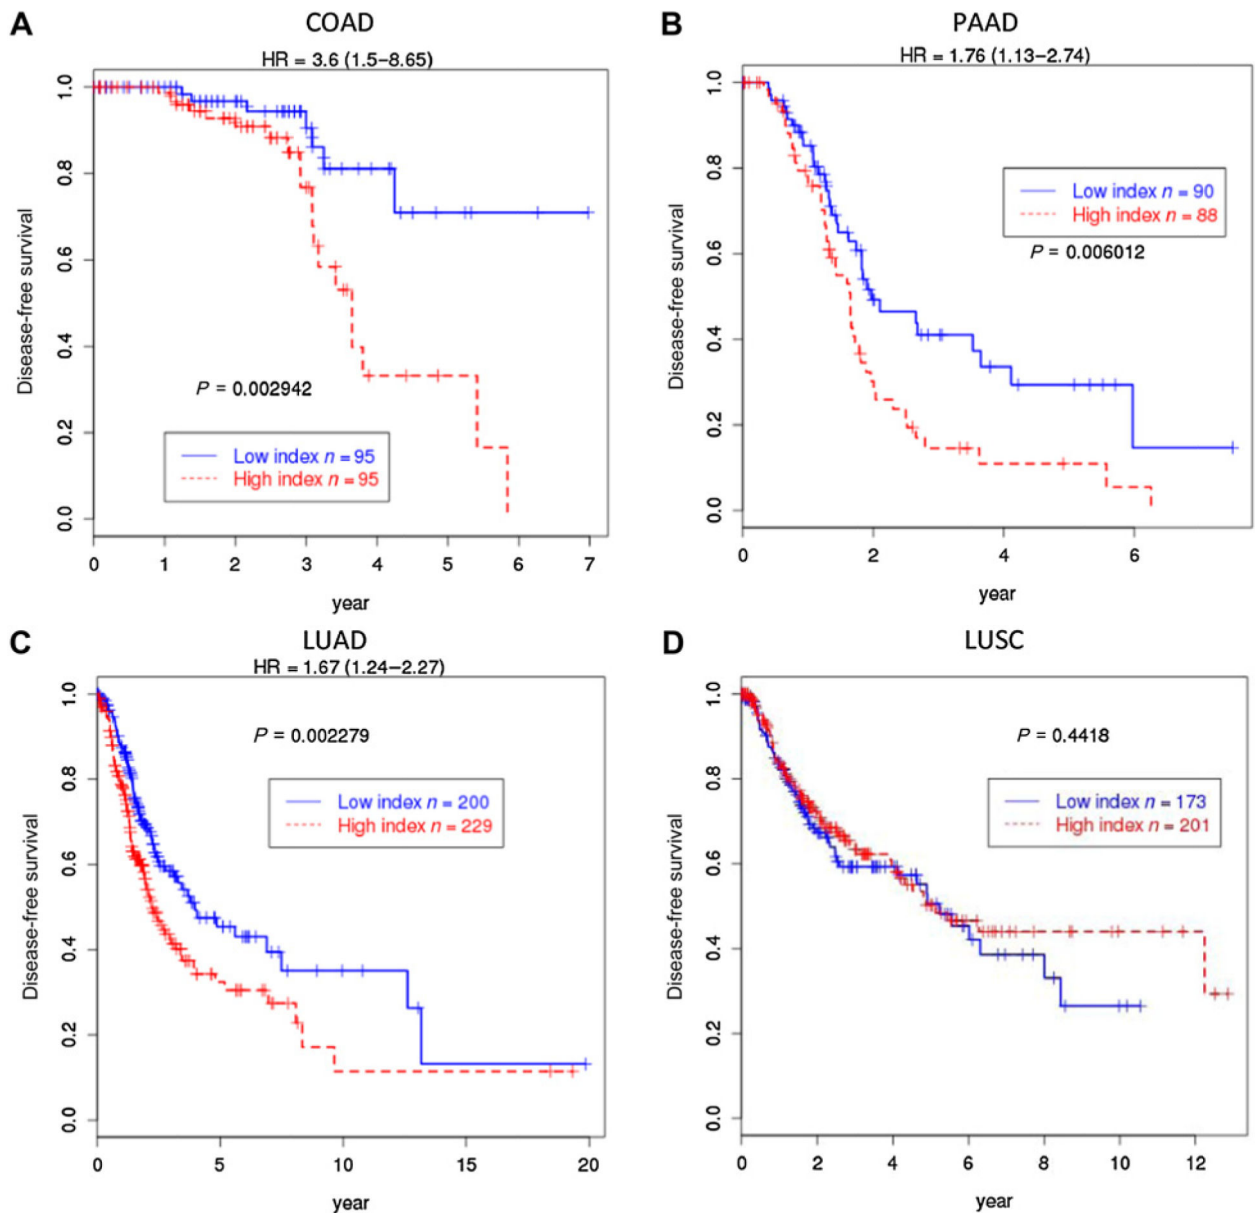 A
COAD
HR = 3.6 (1.5–8.65)
1.0
0.8
0.6
0.4
0.2
0.0
Disease-free survival
P = 0.002942
Low index n = 95
High index n = 95
0 1 2 3 4 5 6 7
year
B
PAAD
HR = 1.76 (1.13–2.74)
1.0
0.8
0.6
0.4
0.2
0.0
Disease-free survival
Low index n = 90
High index n = 88
P = 0.006012
0 2 4 6
year
C
LUAD
HR = 1.67 (1.24–2.27)
1.0
0.8
0.6
0.4
0.2
0.0
Disease-free survival
P = 0.002279
Low index n = 200
High index n = 229
0 5 10 15 20
year
D
LUSC
1.0
0.8
0.6
0.4
0.2
0.0
Disease-free survival
P = 0.4418
Low index n = 173
High index n = 201
0 2 4 6 8 10 12
year